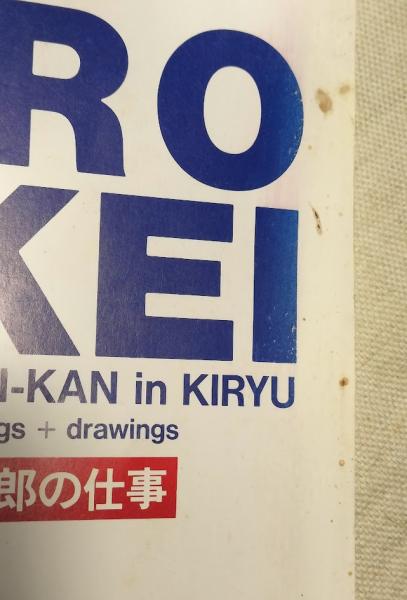 RO
KEI
N-KAN in KIRYU
gs + drawings
郎の仕事